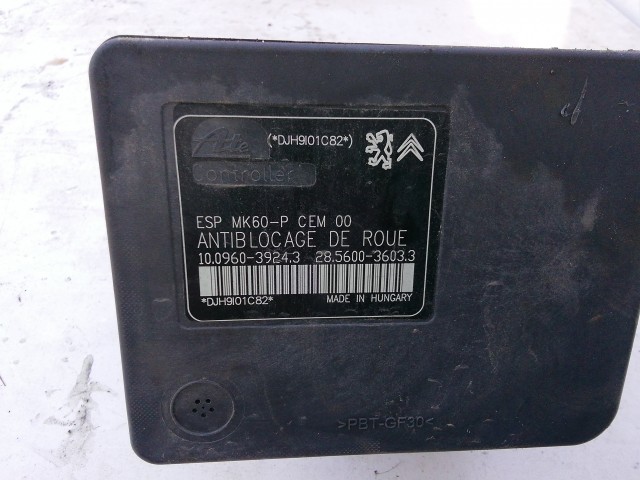 Ate (*DJH9I01C82*)
Controller
ESP MK60-P CEM 00
ANTIBLOCAGE DE ROUE
10.0960-3924.3 28.5600-3603.3
*DJH9I01C82* MADE IN HUNGARY
>PBT-GF30<